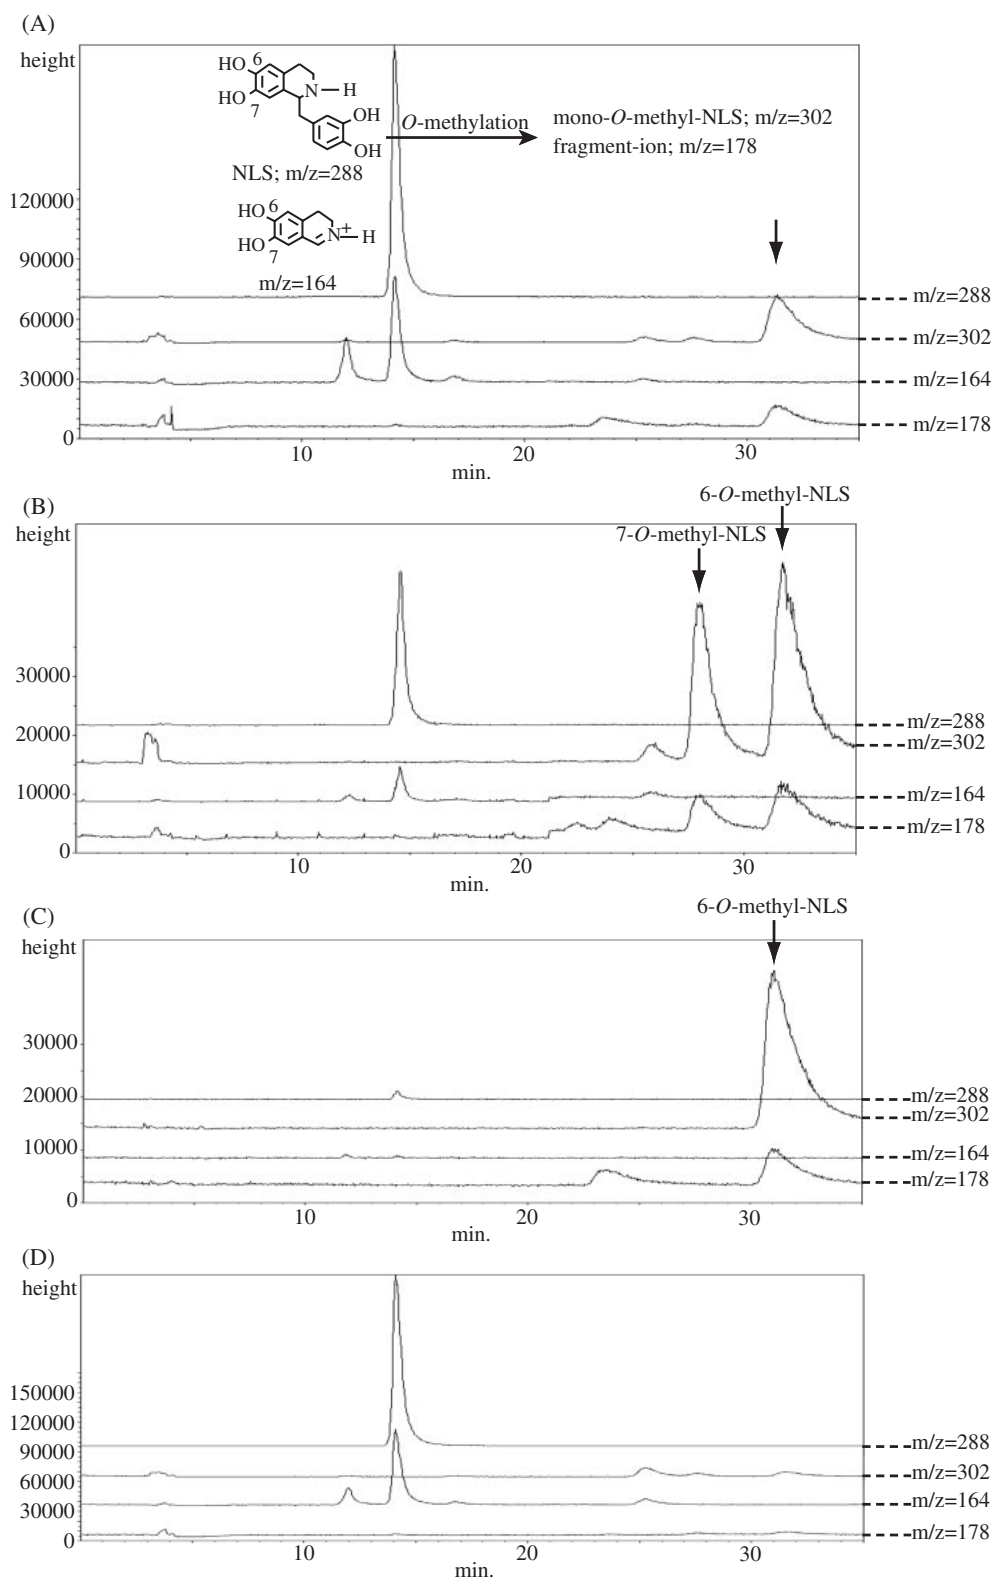 (A)
height
HO 6
HO 7
N H
OH
OH
NLS; m/z=288
O-methylation
mono-O-methyl-NLS; m/z=302
fragment-ion; m/z=178
HO 6
HO 7
N + H
m/z=164
120000
90000
60000
30000
0
m/z=288
m/z=302
m/z=164
m/z=178
10 20 30
min.
(B)
height
6-O-methyl-NLS
7-O-methyl-NLS
30000
20000
10000
0
m/z=288
m/z=302
m/z=164
m/z=178
10 20 30
min.
(C)
height
6-O-methyl-NLS
30000
20000
10000
0
m/z=288
m/z=302
m/z=164
m/z=178
10 20 30
min.
(D)
height
150000
120000
90000
60000
30000
0
m/z=288
m/z=302
m/z=164
m/z=178
10 20 30
min.